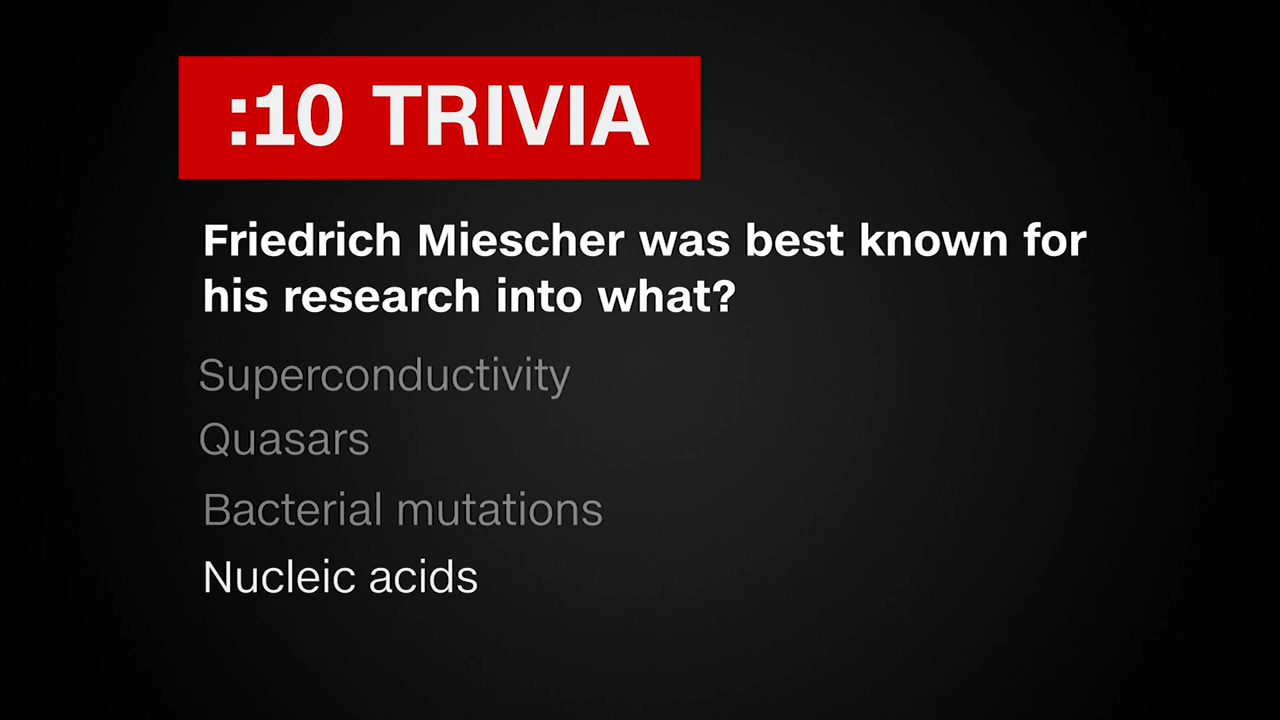 :10 TRIVIA
Friedrich Miescher was best known for
his research into what?
Superconductivity
Quasars
Bacterial mutations
Nucleic acids